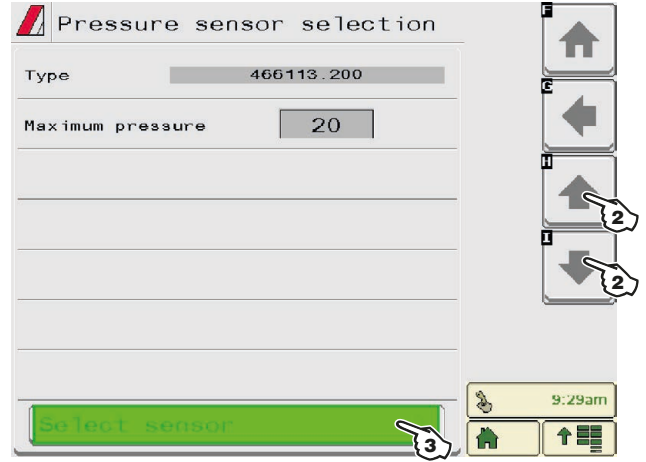 Pressure sensor selection
F
Type 466113.200
G
Maximum pressure 20
H
2
I
2
9:29am
Select sensor
3